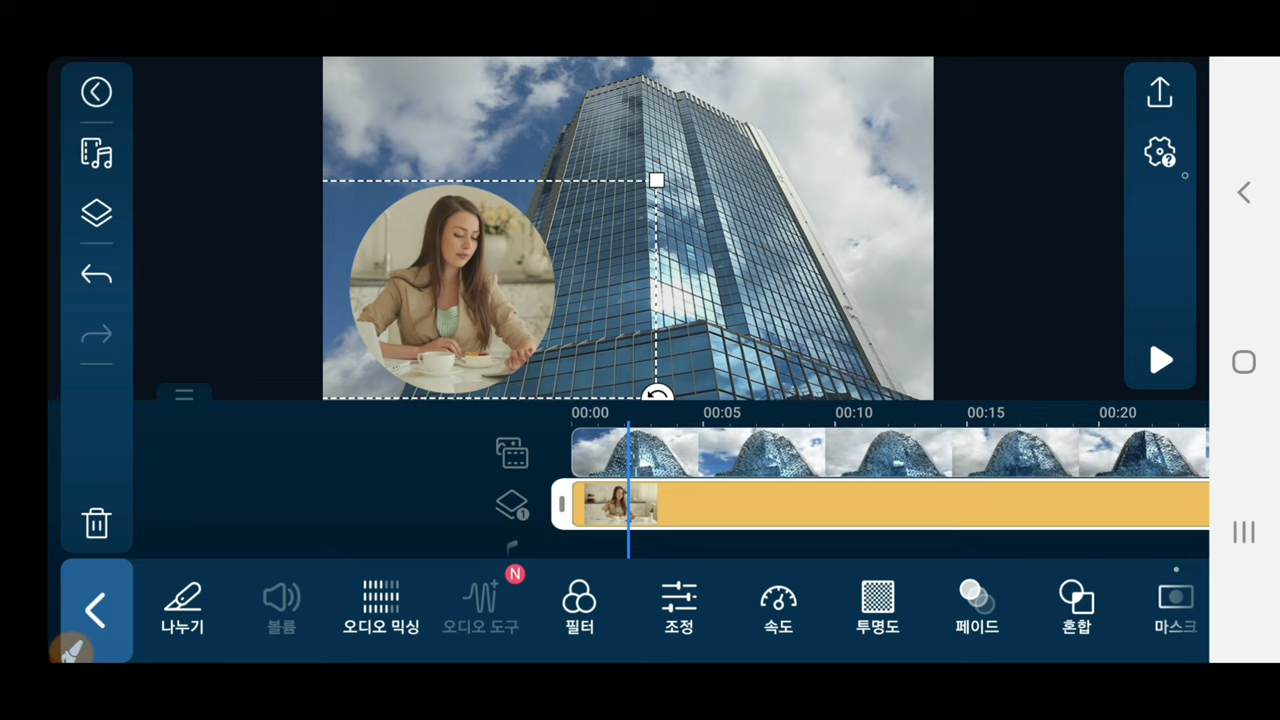 00:00 00:05 00:10 00:15 00:20
1
N
나누기 볼륨 오디오 믹싱 오디오 도구 필터 조정 속도 투명도 페이드 혼합 마스크